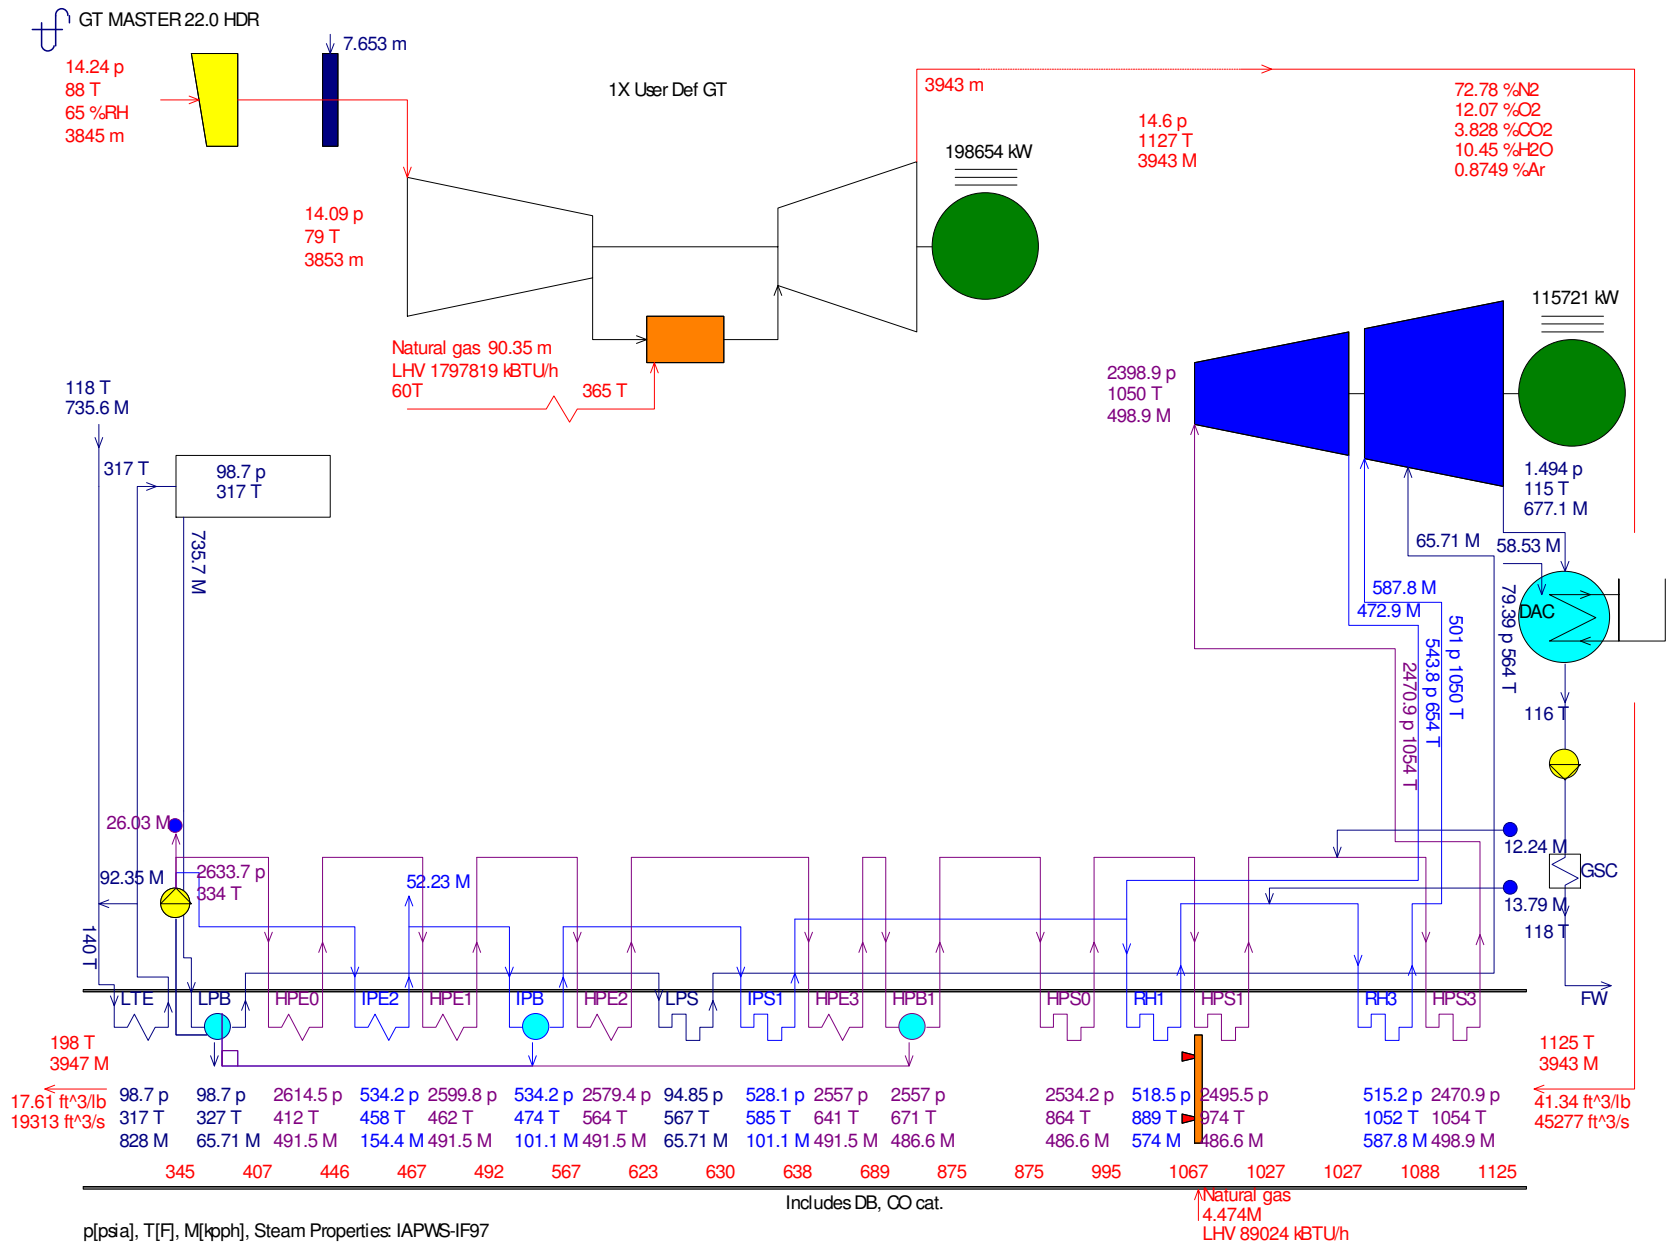 GT MASTER 22.0 HDR
7.653 m
14.24 p
88 T
65 %RH
3845 m
1X User Def GT
3943 m
72.78 %N2
12.07 %O2
3.828 %CO2
10.45 %H2O
0.8749 %Ar
14.6 p
1127 T
3943 M
198654 kW
14.09 p
79 T
3853 m
115721 kW
Natural gas 90.35 m
LHV 1797819 kBTU/h
60T
365 T
2398.9 p
1050 T
498.9 M
118 T
735.6 M
317 T
98.7 p
317 T
1.494 p
115 T
677.1 M
735.7 M
65.71 M
58.53 M
587.8 M
472.9 M
DAC
79.39 p 564 T
501 p 1050 T
543.8 p 654 T
2470.9 p 1054 T
116 T
26.03 M
12.24 M
92.35 M
2633.7 p
334 T
52.23 M
GSC
13.79 M
118 T
140 T
LTE LPB HPE0 IPE2 HPE1 IPB HPE2 LPS IPS1 HPE3 HPB1 HPS0 RH1 HPS1 RH3 HPS3
FW
198 T
3947 M
1125 T
3943 M
17.61 ft^3/lb
19313 ft^3/s
41.34 ft^3/lb
45277 ft^3/s
98.7 p 98.7 p 2614.5 p 534.2 p 2599.8 p 534.2 p 2579.4 p 94.85 p 528.1 p 2557 p 2557 p 2534.2 p 518.5 p 2495.5 p 515.2 p 2470.9 p
317 T 327 T 412 T 458 T 462 T 474 T 564 T 567 T 585 T 641 T 671 T 864 T 889 T 974 T 1052 T 1054 T
828 M 65.71 M 491.5 M 154.4 M 491.5 M 101.1 M 491.5 M 65.71 M 101.1 M 491.5 M 486.6 M 486.6 M 574 M 486.6 M 587.8 M 498.9 M
345 407 446 467 492 567 623 630 638 689 875 875 995 1067 1027 1027 1088 1125
Includes DB, CO cat.
Natural gas
4.474M
LHV 89024 kBTU/h
p[psia], T[F], M[kpph], Steam Properties: IAPWS-IF97